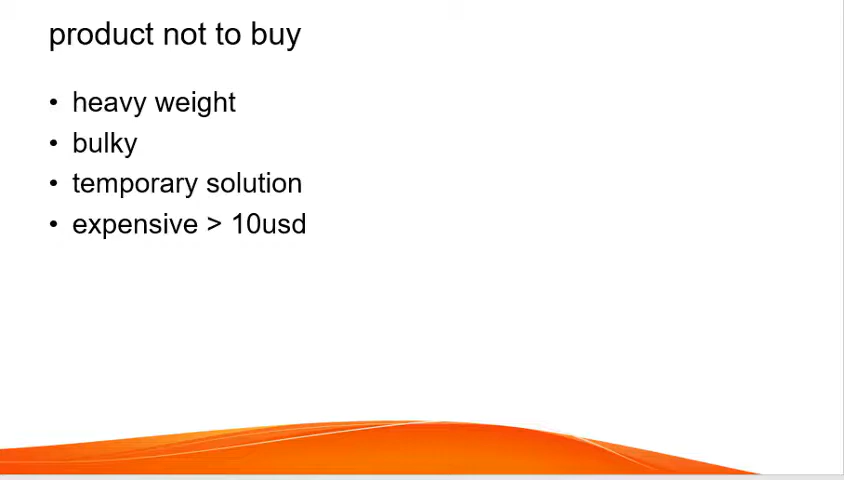 product not to buy
• heavy weight
• bulky
• temporary solution
• expensive > 10usd